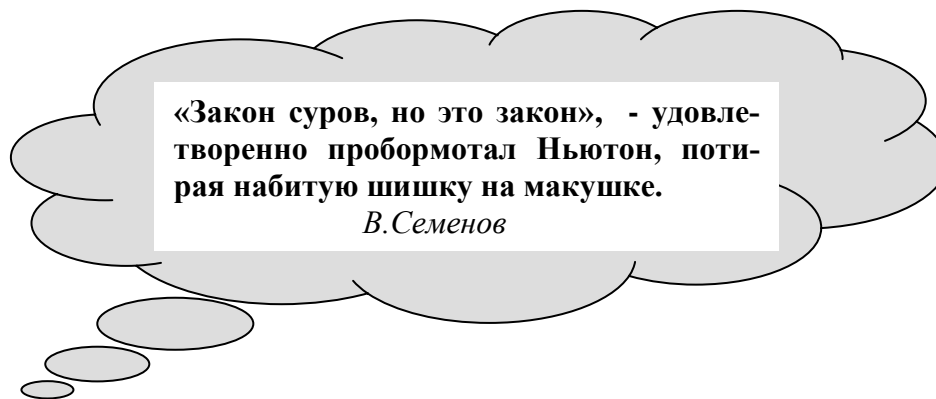 «Закон суров, но это закон», - удовле-
творенно пробормотал Ньютон, поти-
рая набитую шишку на макушке.
В.Семенов